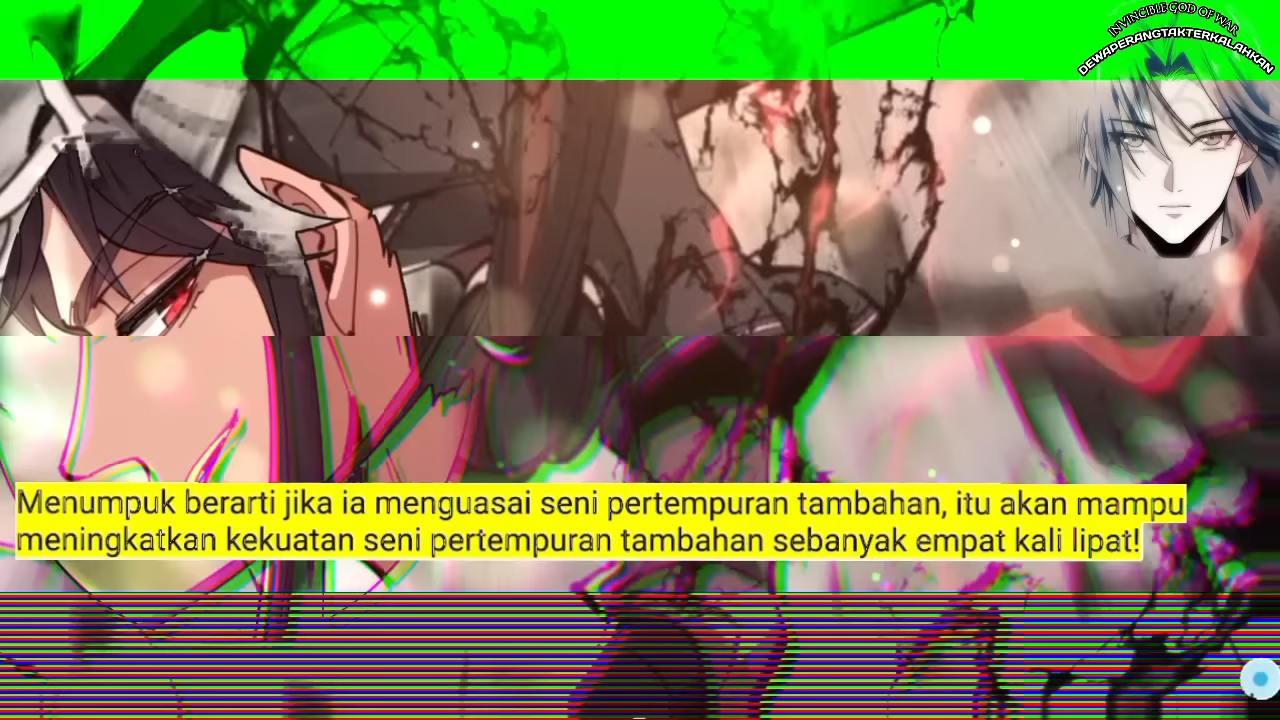 INVINCIBLE GOD OF WAR
DEWAPERANGTAKTERKALAHKAN
Menumpuk berarti jika ia menguasai seni pertempuran tambahan, itu akan mampu
meningkatkan kekuatan seni pertempuran tambahan sebanyak empat kali lipat!